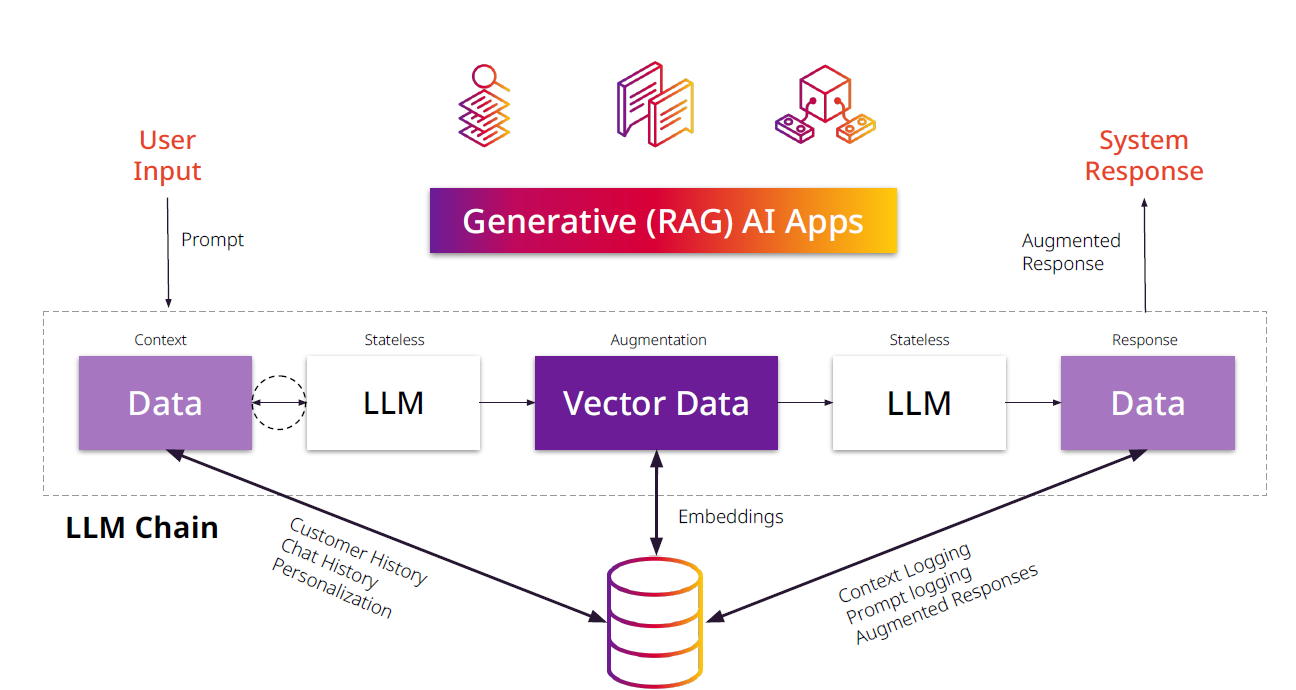 Generative (RAG) AI Apps
User
Input
Prompt
System
Response
Augmented
Response
Context
Data
Stateless
LLM
Augmentation
Vector Data
Stateless
LLM
Response
Data
LLM Chain
Customer History
Chat History
Personalization
Embeddings
Context Logging
Prompt logging
Augmented Responses